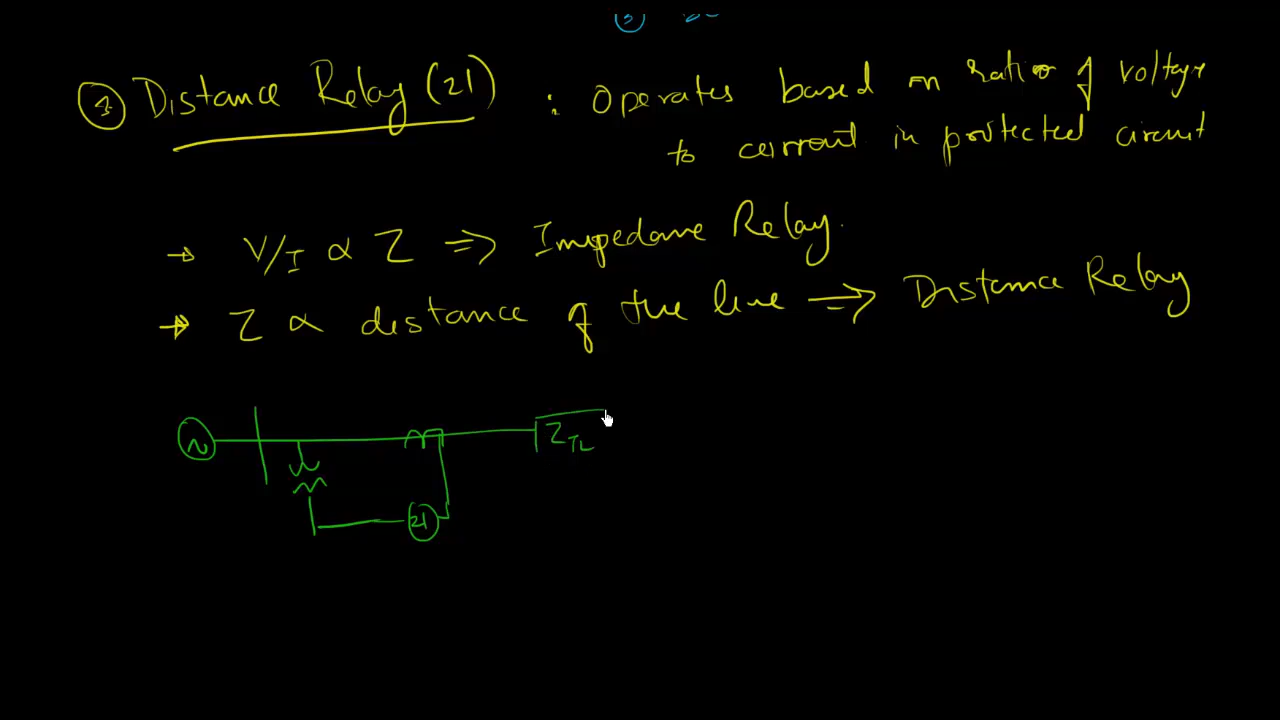 3
3 Distance Relay (21) : Operates based on ratio of voltage
to current in protected circuit
→ V/I ∝ Z ⇒ Impedance Relay.
→ Z ∝ distance of the line ⇒ Distance Relay
~ Z_TL
21